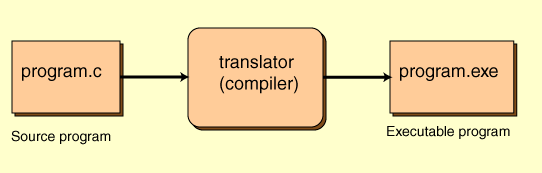 program.c
translator
(compiler)
program.exe
Source program
Executable program